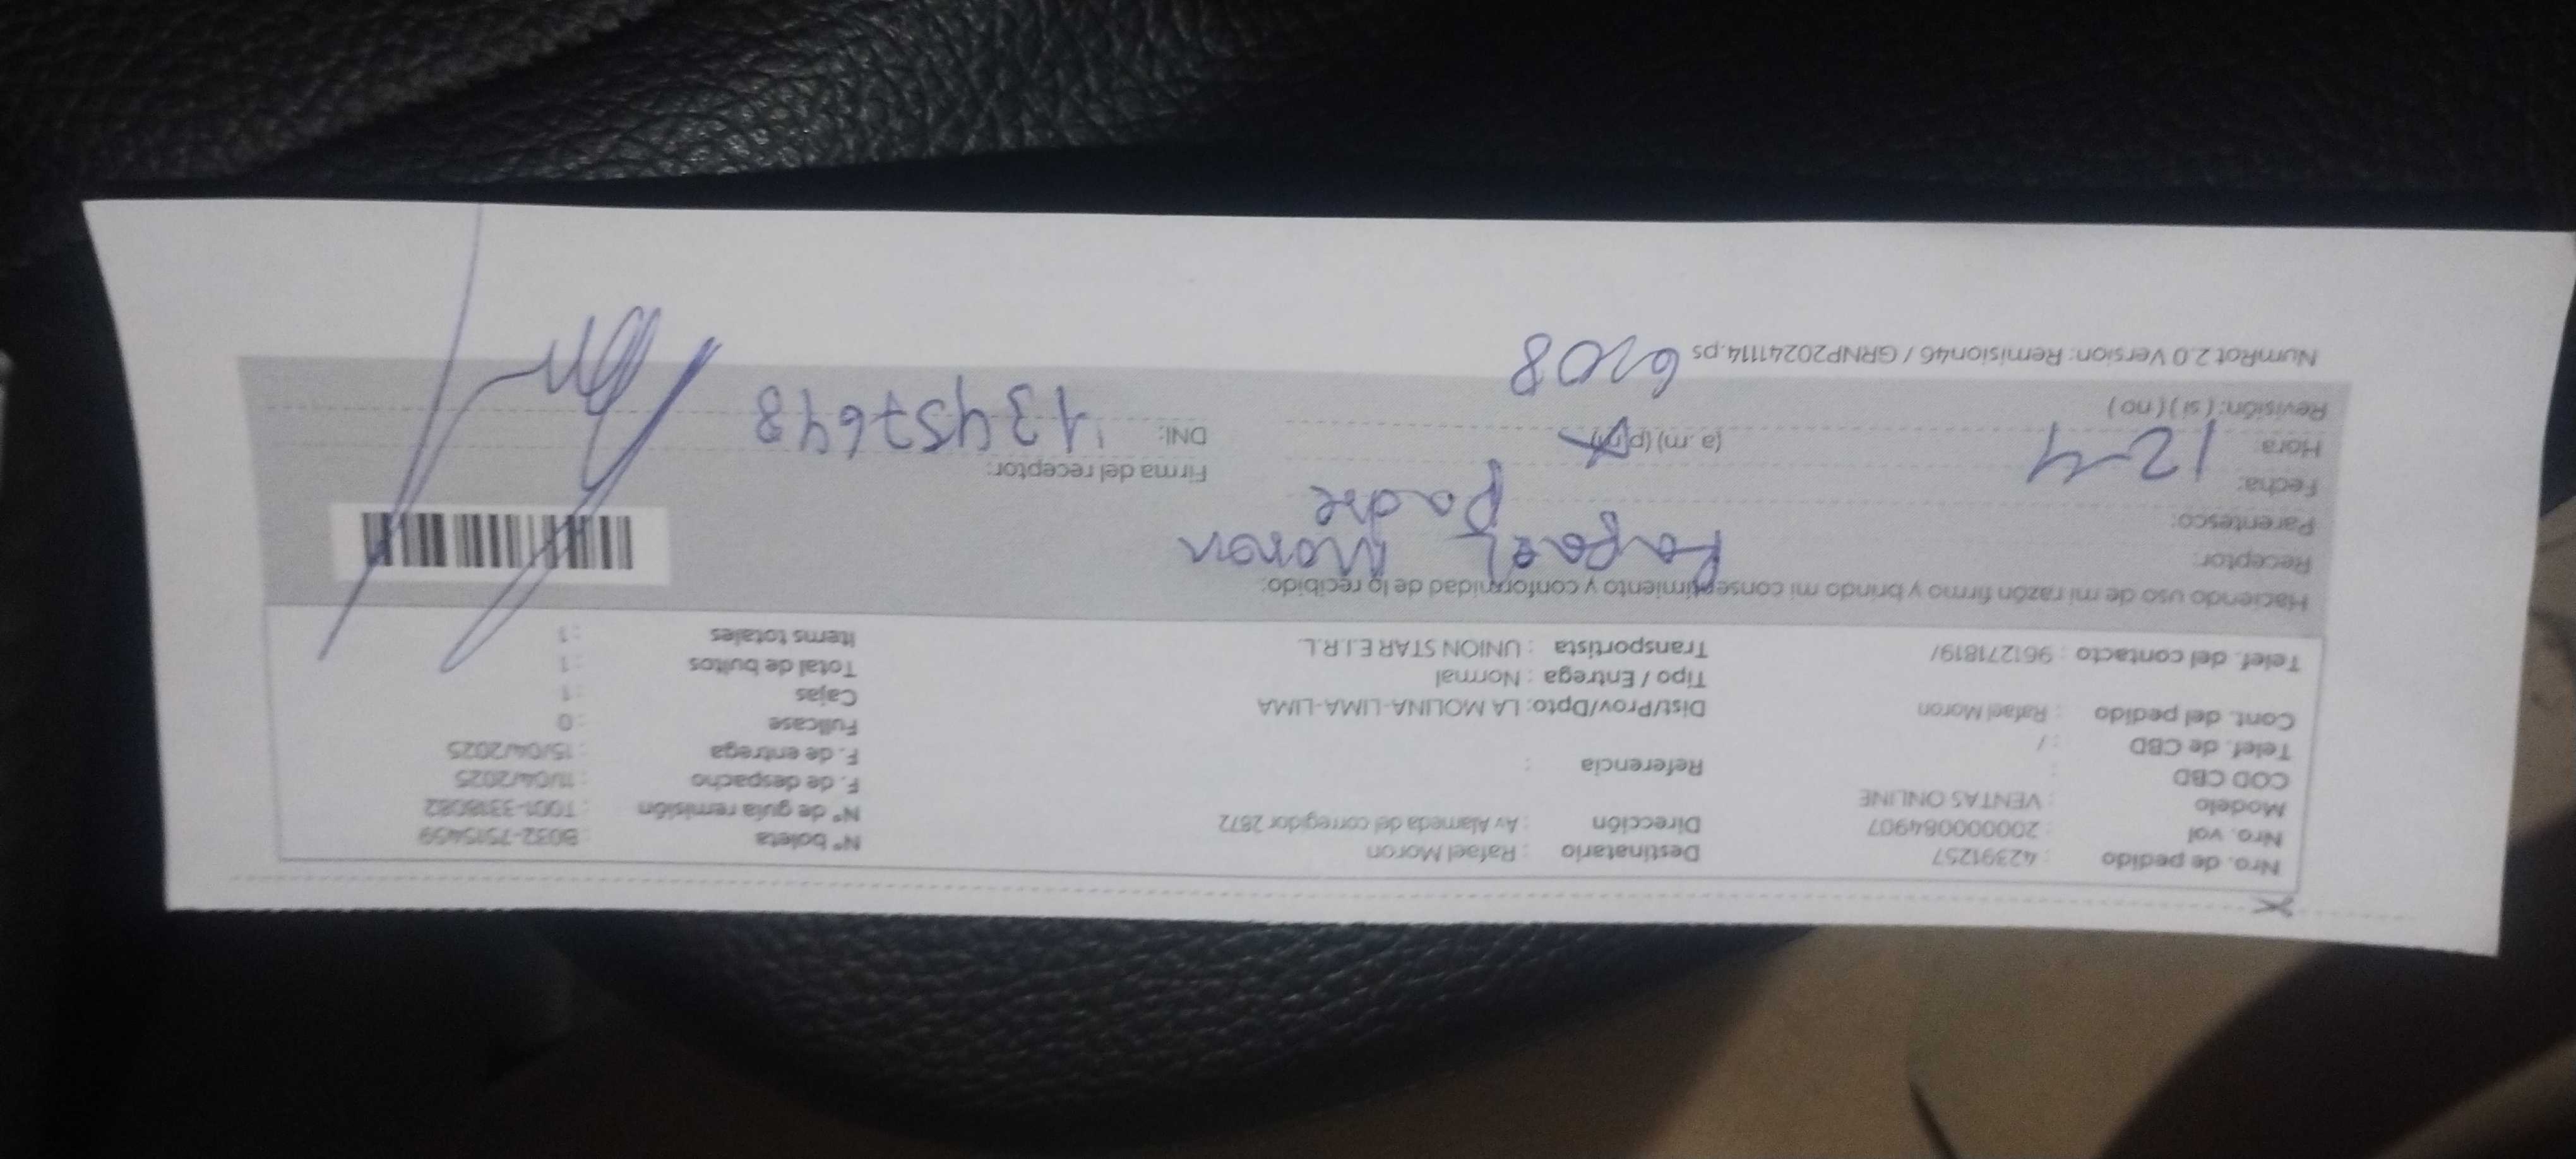 Nro. de pedido : 42391257 Destinatario : Rafael Moron N° boleta : B032-75115459
Nro. vol : 20000084907 Dirección : Av Alameda del corregidor 2872 N° de guía remisión : T001-3318082
Modelo : VENTAS ONLINE F. de despacho : 11/04/2025
COD CBD : Referencia : F. de entrega : 15/04/2025
Telef. de CBD : / Fullcase : 0
Cont. del pedido : Rafael Moron Dist/Prov/Dpto: LA MOLINA-LIMA-LIMA Cajas : 1
Tipo / Entrega : Normal Total de bultos : 1
Telef. del contacto : 961271819/ Transportista : UNION STAR E.I.R.L. Items totales
Haciendo uso de mi razón firmo y brindo mi consentimiento y conformidad de lo recibido:
Receptor: Rafael Moron
Parentesco: Padre
Fecha: 12-4 Firma del receptor:
Hora: (a. m) (p.m) DNI: 13457648
Revisión: ( si ) ( no ) 6208
NumRot 2.0 Version: Remision46 / GRNP20241114.ps